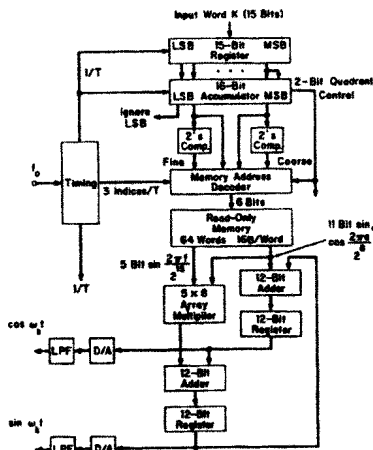 Input Word K (15 Bits)
LSB 15-Bit MSB
Register
1/T
LSB 16-Bit MSB
Accumulator
2-Bit Quadrant
Control
ignore
LSB
2's
Comp.
2's
Comp.
Fine
Coarse
f₀
Timing
3 Indices/T
Memory Address
Decoder
6 Bits
Read-Only
Memory
64 Words 16B/Word
1/T
5 Bit sin
11 Bit sin,
cos
12-Bit
Adder
Array
Multiplier
12-Bit
Register
cos
LPF
D/A
12-Bit
Adder
12-Bit
Register
sin
LPF
D/A